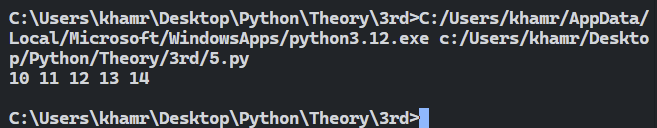 C:\Users\khamr\Desktop\Python\Theory\3rd>C:/Users/khamr/AppData/
Local/Microsoft/WindowsApps/python3.12.exe c:/Users/khamr/Deskto
p/Python/Theory/3rd/5.py
10 11 12 13 14
C:\Users\khamr\Desktop\Python\Theory\3rd>